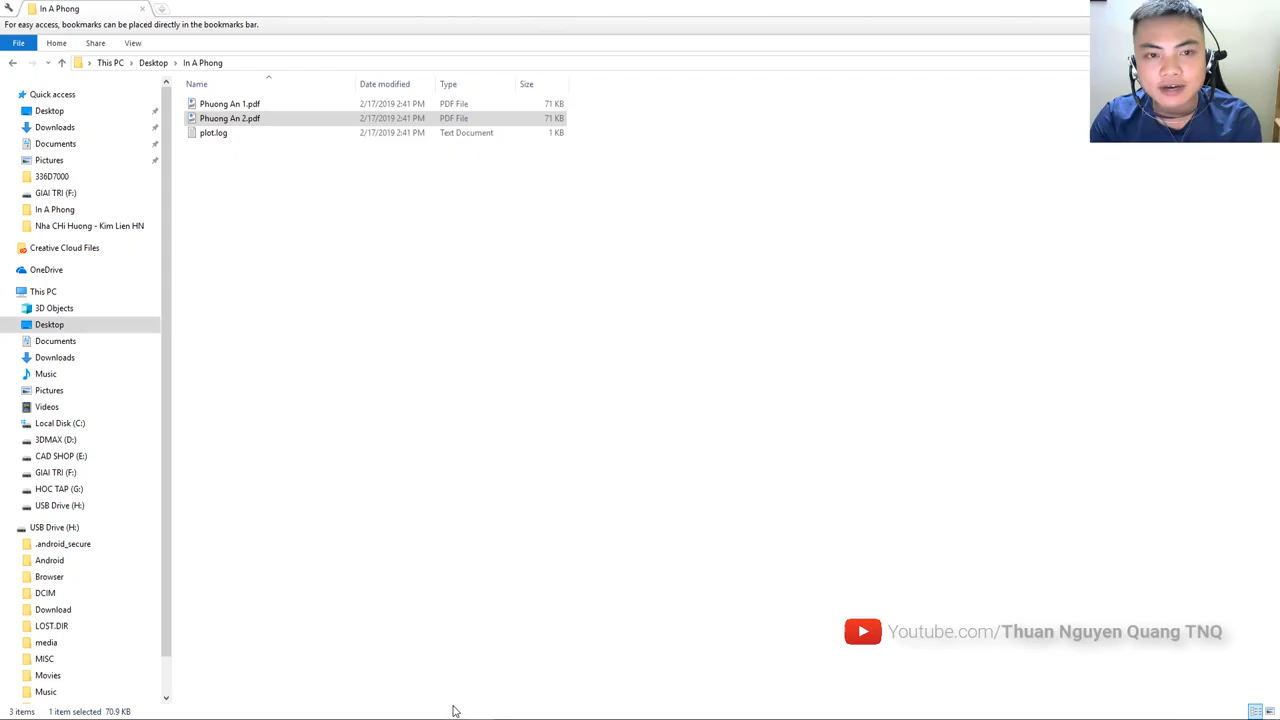 In A Phong
For easy access, bookmarks can be placed directly in the bookmarks bar.
File Home Share View
This PC Desktop In A Phong
Name Date modified Type Size
Phuong An 1.pdf 2/17/2019 2:41 PM PDF File 71 KB
Phuong An 2.pdf 2/17/2019 2:41 PM PDF File 71 KB
plot.log 2/17/2019 2:41 PM Text Document 1 KB
Quick access
Desktop
Downloads
Documents
Pictures
336D7000
GIAI TRI (F:)
In A Phong
Nha CHi Huong - Kim Lien HN
Creative Cloud Files
OneDrive
This PC
3D Objects
Desktop
Documents
Downloads
Music
Pictures
Videos
Local Disk (C:)
3DMAX (D:)
CAD SHOP (E:)
GIAI TRI (F:)
HOC TAP (G:)
USB Drive (H:)
USB Drive (H:)
.android_secure
Android
Browser
DCIM
Download
LOST.DIR
media
MISC
Movies
Music
Youtube.com/Thuan Nguyen Quang TNQ
3 items 1 item selected 70.9 KB